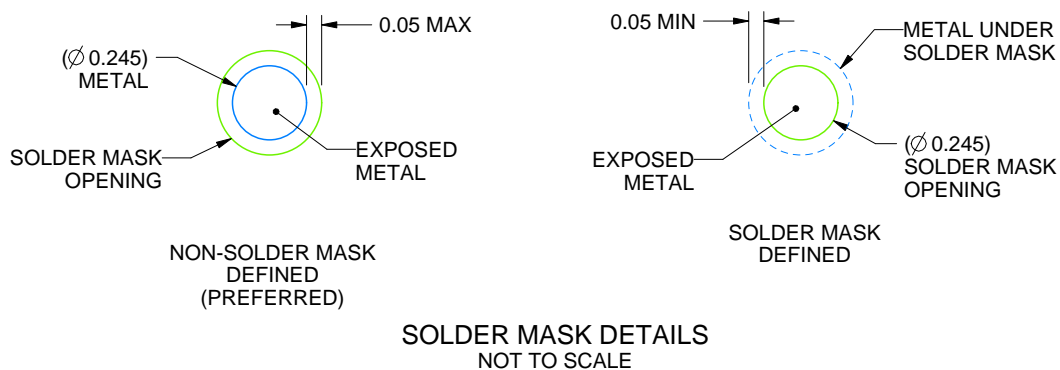 0.05 MAX
(Ø 0.245)
METAL
SOLDER MASK
OPENING
EXPOSED
METAL
NON-SOLDER MASK
DEFINED
(PREFERRED)
0.05 MIN
METAL UNDER
SOLDER MASK
EXPOSED
METAL
(Ø 0.245)
SOLDER MASK
OPENING
SOLDER MASK
DEFINED
SOLDER MASK DETAILS
NOT TO SCALE